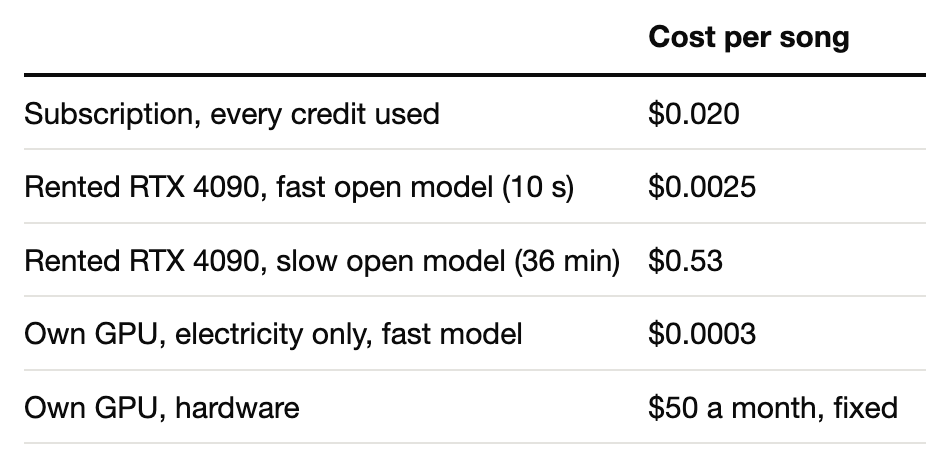 Cost per song
Subscription, every credit used $0.020
Rented RTX 4090, fast open model (10 s) $0.0025
Rented RTX 4090, slow open model (36 min) $0.53
Own GPU, electricity only, fast model $0.0003
Own GPU, hardware $50 a month, fixed